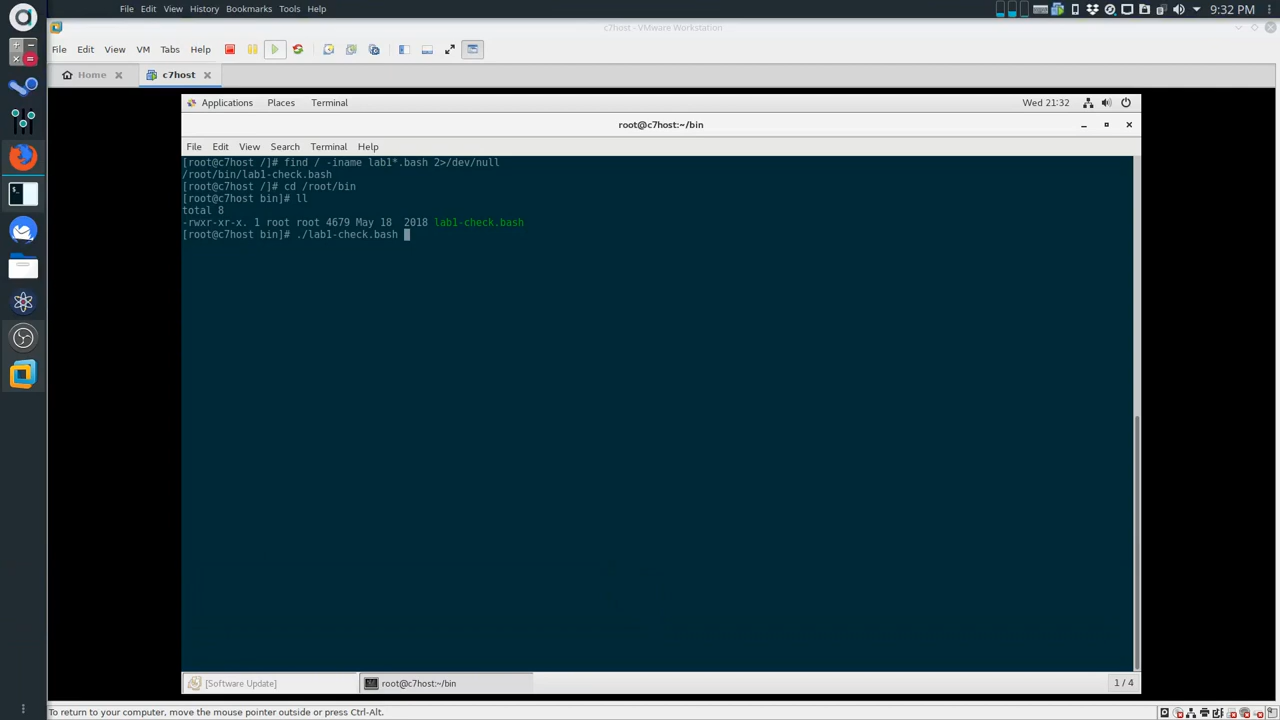 File Edit View History Bookmarks Tools Help
9:32 PM
c7host - VMware Workstation
File Edit View VM Tabs Help
Home
c7host
Applications Places Terminal
Wed 21:32
root@c7host:~/bin
File Edit View Search Terminal Help
[root@c7host /]# find / -iname lab1*.bash 2>/dev/null
/root/bin/lab1-check.bash
[root@c7host /]# cd /root/bin
[root@c7host bin]# ll
total 8
-rwxr-xr-x. 1 root root 4679 May 18  2018 lab1-check.bash
[root@c7host bin]# ./lab1-check.bash
[Software Update]
root@c7host:~/bin
1 / 4
To return to your computer, move the mouse pointer outside or press Ctrl-Alt.